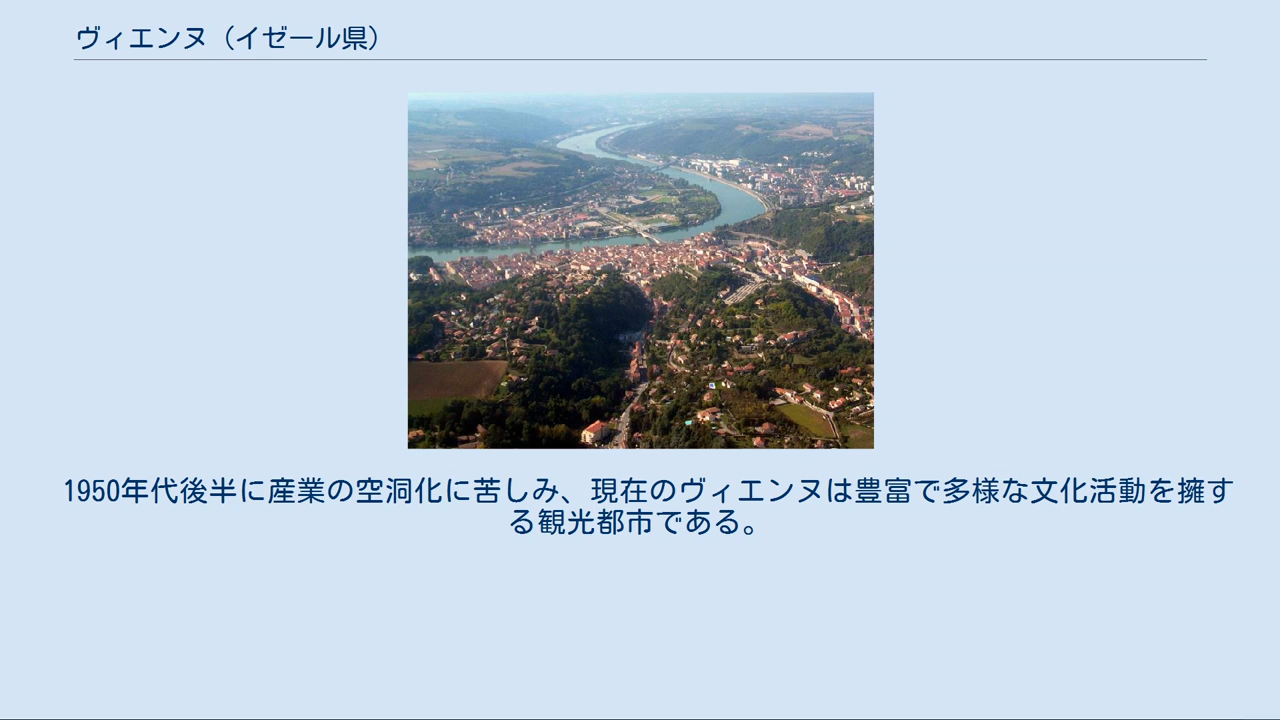 ヴィエンヌ（イゼール県）
1950年代後半に産業の空洞化に苦しみ、現在のヴィエンヌは豊富で多様な文化活動を擁す
る観光都市である。